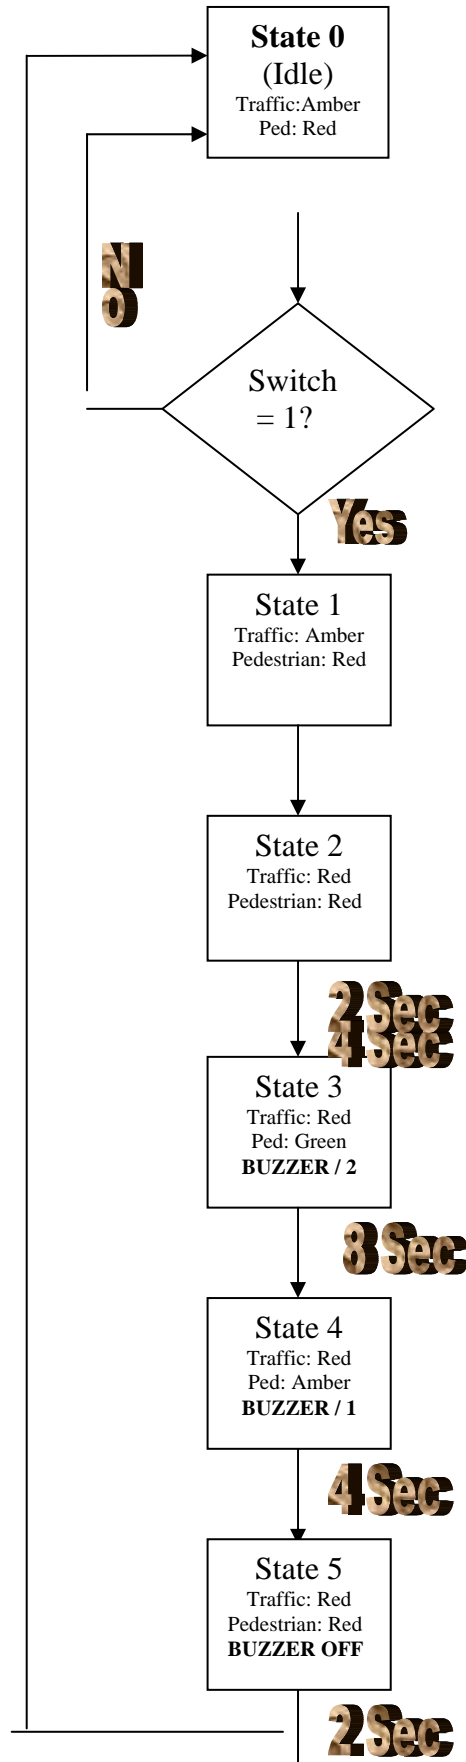 State 0
(Idle)
Traffic:Amber
Ped: Red
N
O
Switch
= 1?
Yes
State 1
Traffic: Amber
Pedestrian: Red
State 2
Traffic: Red
Pedestrian: Red
2 Sec
4 Sec
State 3
Traffic: Red
Ped: Green
BUZZER / 2
8 Sec
State 4
Traffic: Red
Ped: Amber
BUZZER / 1
4 Sec
State 5
Traffic: Red
Pedestrian: Red
BUZZER OFF
2 Sec